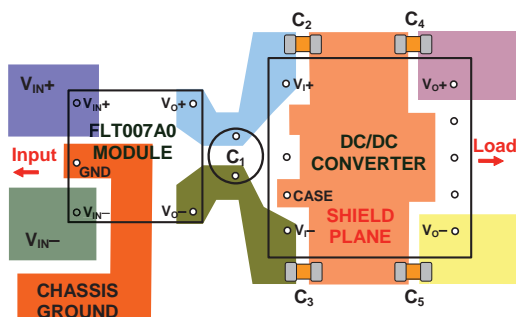 C2
C4
VIN+
VIN+
VO+
VI+
VO+
FLT007A0
MODULE
DC/DC
CONVERTER
Input
GND
C1
Load
CASE
VIN–
VO–
SHIELD
PLANE
VI–
VO–
VIN–
CHASSIS
GROUND
C3
C5